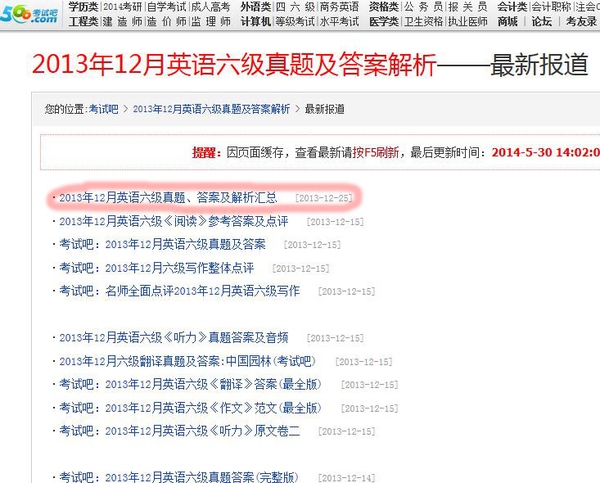 566 考试吧 .com
学历类 2014考研 自学考试 成人高考 外语类 四 六 级 商务英语 资格类 公 务 员 报 关 员 会计类 会计职称 注会C
工程类 建 造 师 造 价 师 监 理 师 计算机 等级考试 水平考试 医学类 卫生资格 执业医师 商城 论坛 考友录
2013年12月英语六级真题及答案解析——最新报道
您的位置:考试吧 > 2013年12月英语六级真题及答案解析 > 最新报道
提醒：因页面缓存，查看最新请按F5刷新，最后更新时间：2014-5-30 14:02:0
·2013年12月英语六级真题、答案及解析汇总 [2013-12-25]
·2013年12月英语六级《阅读》参考答案及点评 [2013-12-15]
·考试吧：2013年12月英语六级真题及答案 [2013-12-15]
·考试吧：2013年12月六级写作整体点评 [2013-12-15]
·考试吧：名师全面点评2013年12月英语六级写作 [2013-12-15]
·2013年12月英语六级《听力》真题答案及音频 [2013-12-15]
·2013年12月六级翻译真题及答案:中国园林(考试吧) [2013-12-15]
·考试吧：2013年12月英语六级《翻译》答案(最全版) [2013-12-15]
·考试吧：2013年12月英语六级《作文》范文(最全版) [2013-12-15]
·考试吧：2013年12月英语六级《听力》原文卷二 [2013-12-15]
·考试吧：2013年12月英语六级真题答案(完整版) [2013-12-14]